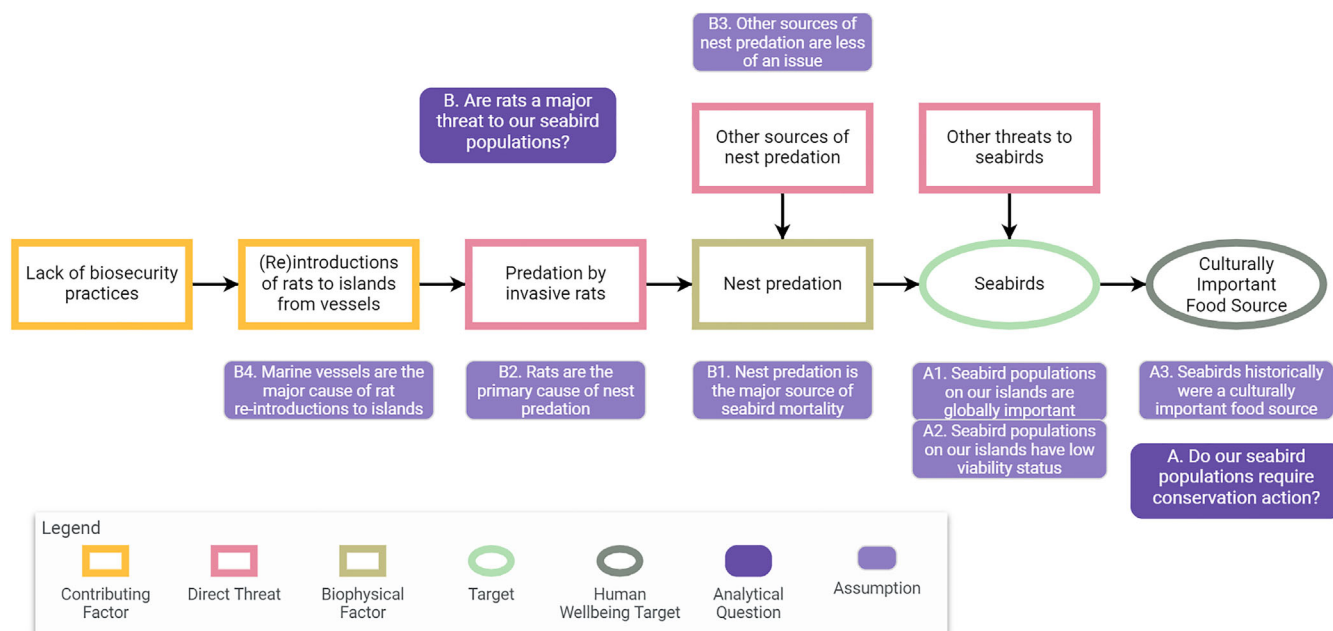 B3. Other sources of
nest predation are less
of an issue
B. Are rats a major
threat to our seabird
populations?
Other sources of
nest predation
Other threats to
seabirds
Lack of biosecurity
practices
(Re)introductions
of rats to islands
from vessels
Predation by
invasive rats
Nest predation
Seabirds
Culturally
Important
Food Source
B4. Marine vessels are the
major cause of rat
re-introductions to islands
B2. Rats are the
primary cause of nest
predation
B1. Nest predation is
the major source of
seabird mortality
A1. Seabird populations
on our islands are
globally important
A2. Seabird populations
on our islands have low
viability status
A3. Seabirds historically
were a culturally
important food source
A. Do our seabird
populations require
conservation action?
Legend
Contributing
Factor
Direct Threat
Biophysical
Factor
Target
Human
Wellbeing Target
Analytical
Question
Assumption